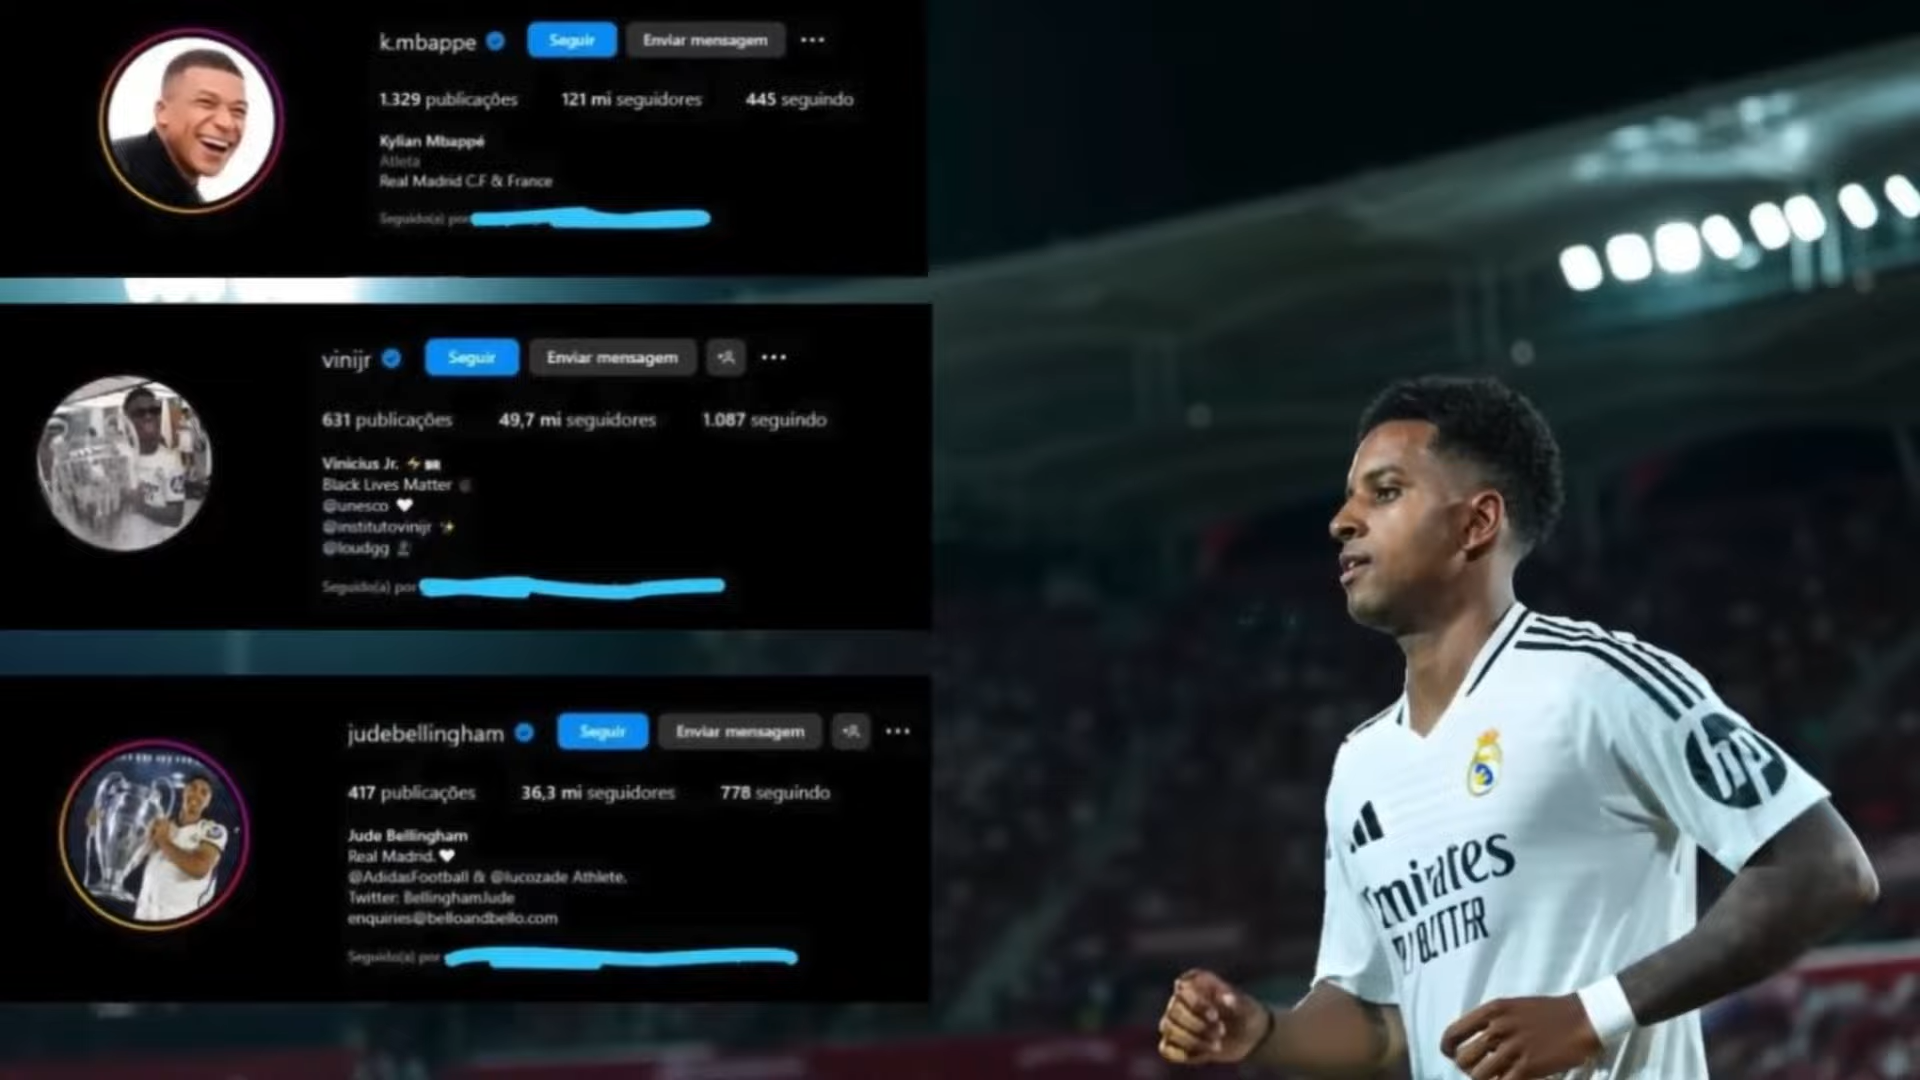 k.mbappe Seguir Enviar mensagem
1.329 publicações 121 mi seguidores 445 seguindo
Kylian Mbappé
Atleta
Real Madrid C.F & France
Seguido(a) por
vinijr Seguir Enviar mensagem
631 publicações 49,7 mi seguidores 1.087 seguindo
Vinicius Jr. ⚡ BR
Black Lives Matter
@unesco 🤍
@institutovinijr ✨
@loudgg
Seguido(a) por
judebellingham Seguir Enviar mensagem
417 publicações 36,3 mi seguidores 778 seguindo
Jude Bellingham
Real Madrid.🤍
@AdidasFootball & @lucozade Athlete.
Twitter: BellinghamJude
enquiries@belloandbello.com
Seguido(a) por
hp